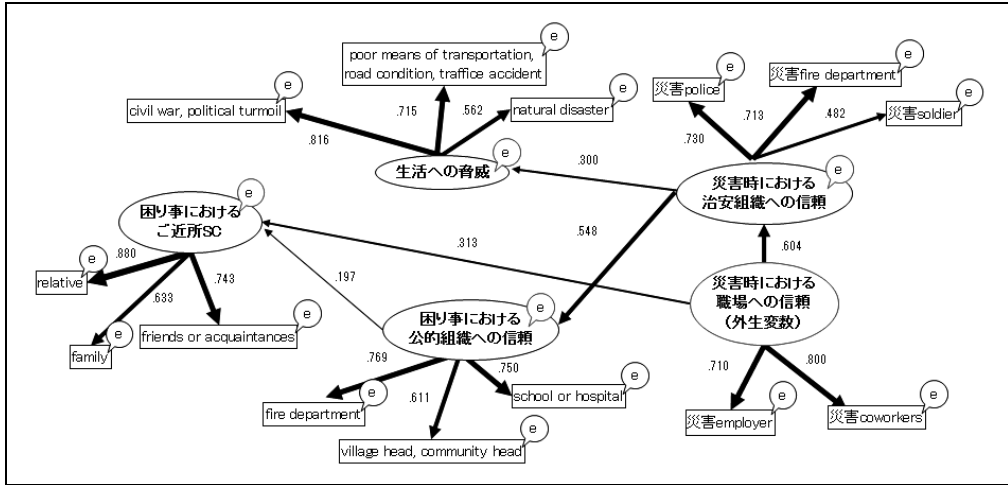 e
e
poor means of transportation,
road condition, traffice accident
e
災害fire department
e
災害police
e
civil war, political turmoil
e
natural disaster
e
災害soldier
.715
.562
.816
.713
.482
.730
e
生活への脅威
.300
e
災害時における
治安組織への信頼
e
困り事における
ご近所SC
.548
.313
.604
.880
e
relative
.743
.633
.197
災害時における
職場への信頼
(外生変数)
e
困り事における
公的組織への信頼
e
friends or acquaintances
e
family
.769
.750
.611
.710
.800
e
school or hospital
e
fire department
e
災害employer
e
災害coworkers
e
village head, community head